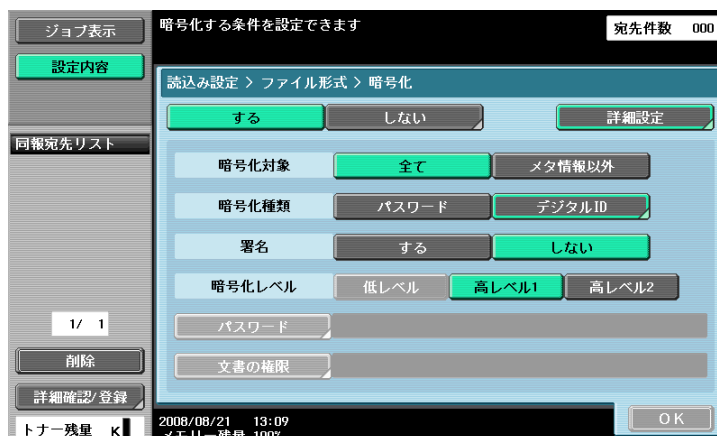 ジョブ表示
設定内容
同報宛先リスト
1/ 1
削除
詳細確認/登録
トナー残量 K
暗号化する条件を設定できます
宛先件数 000
読込み設定 > ファイル形式 > 暗号化
する しない 詳細設定
暗号化対象 全て メタ情報以外
暗号化種類 パスワード デジタルID
署名 する しない
暗号化レベル 低レベル 高レベル1 高レベル2
パスワード
文書の権限
2008/08/21 13:09
メモリー残量 100%
OK